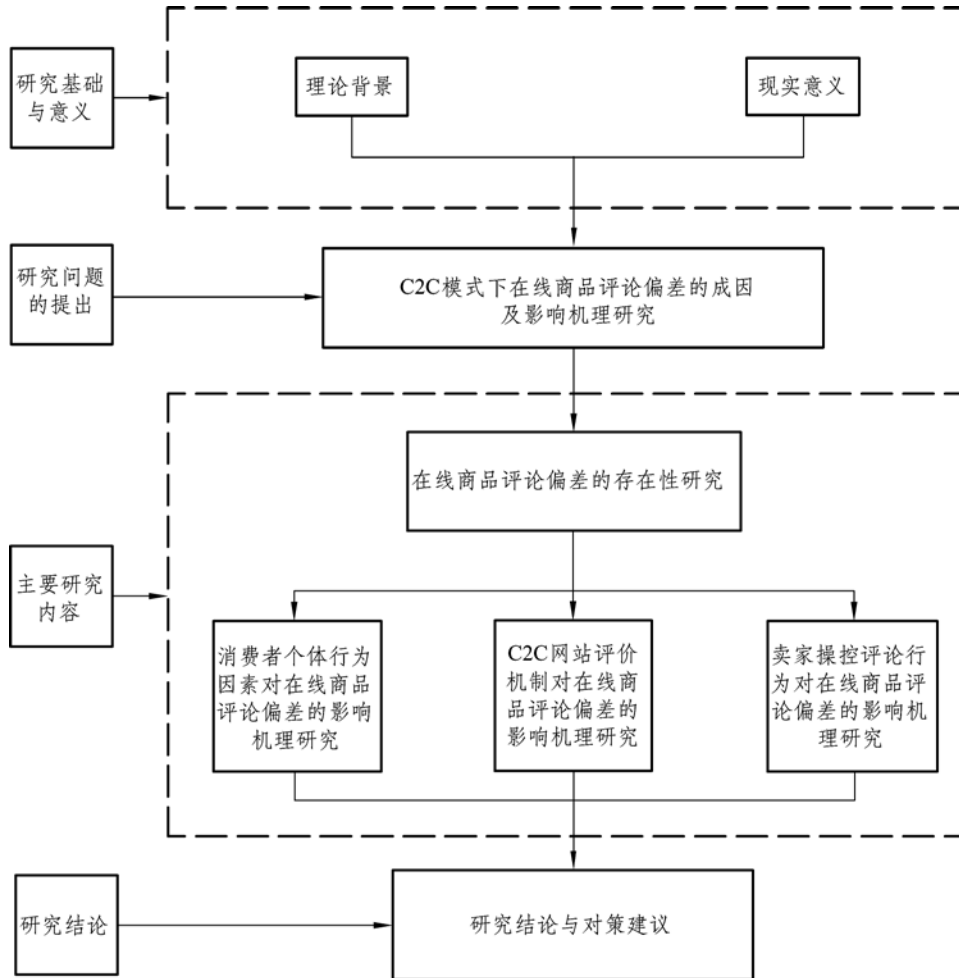 研究基础
与意义
理论背景
现实意义
研究问题
的提出
C2C模式下在线商品评论偏差的成因
及影响机理研究
在线商品评论偏差的存在性研究
主要研究
内容
消费者个体行为
因素对在线商品
评论偏差的影响
机理研究
C2C网站评价
机制对在线商
品评论偏差的
影响机理研究
卖家操控评论行
为对在线商品评
论偏差的影响机
理研究
研究结论
研究结论与对策建议